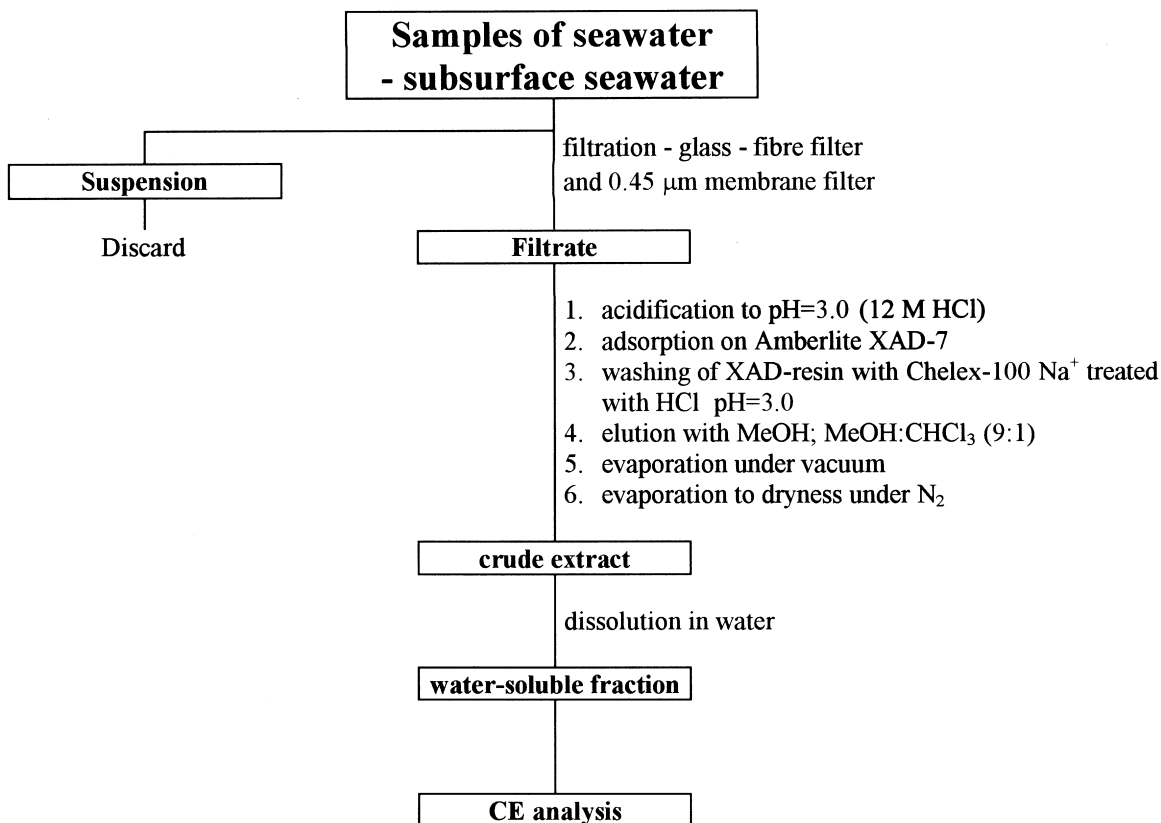 Samples of seawater
- subsurface seawater
filtration - glass - fibre filter
and 0.45 μm membrane filter
Suspension
Discard
Filtrate
1. acidification to pH=3.0 (12 M HCl)
2. adsorption on Amberlite XAD-7
3. washing of XAD-resin with Chelex-100 Na⁺ treated
with HCl pH=3.0
4. elution with MeOH; MeOH:CHCl₃ (9:1)
5. evaporation under vacuum
6. evaporation to dryness under N₂
crude extract
dissolution in water
water-soluble fraction
CE analysis